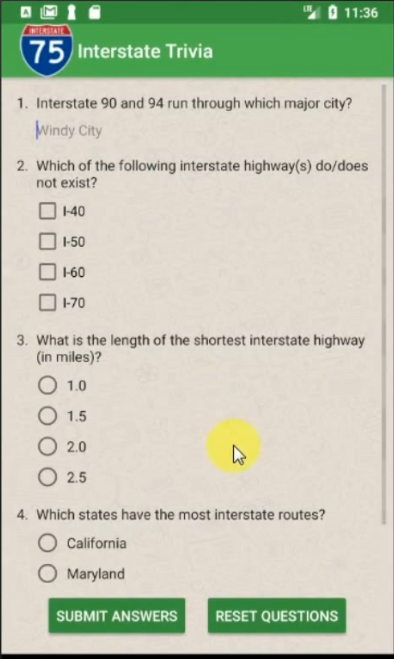 LTE 11:36
INTERSTATE
75 Interstate Trivia
1. Interstate 90 and 94 run through which major city?
Windy City
2. Which of the following interstate highway(s) do/does
not exist?
I-40
I-50
I-60
I-70
3. What is the length of the shortest interstate highway
(in miles)?
1.0
1.5
2.0
2.5
4. Which states have the most interstate routes?
California
Maryland
SUBMIT ANSWERS RESET QUESTIONS